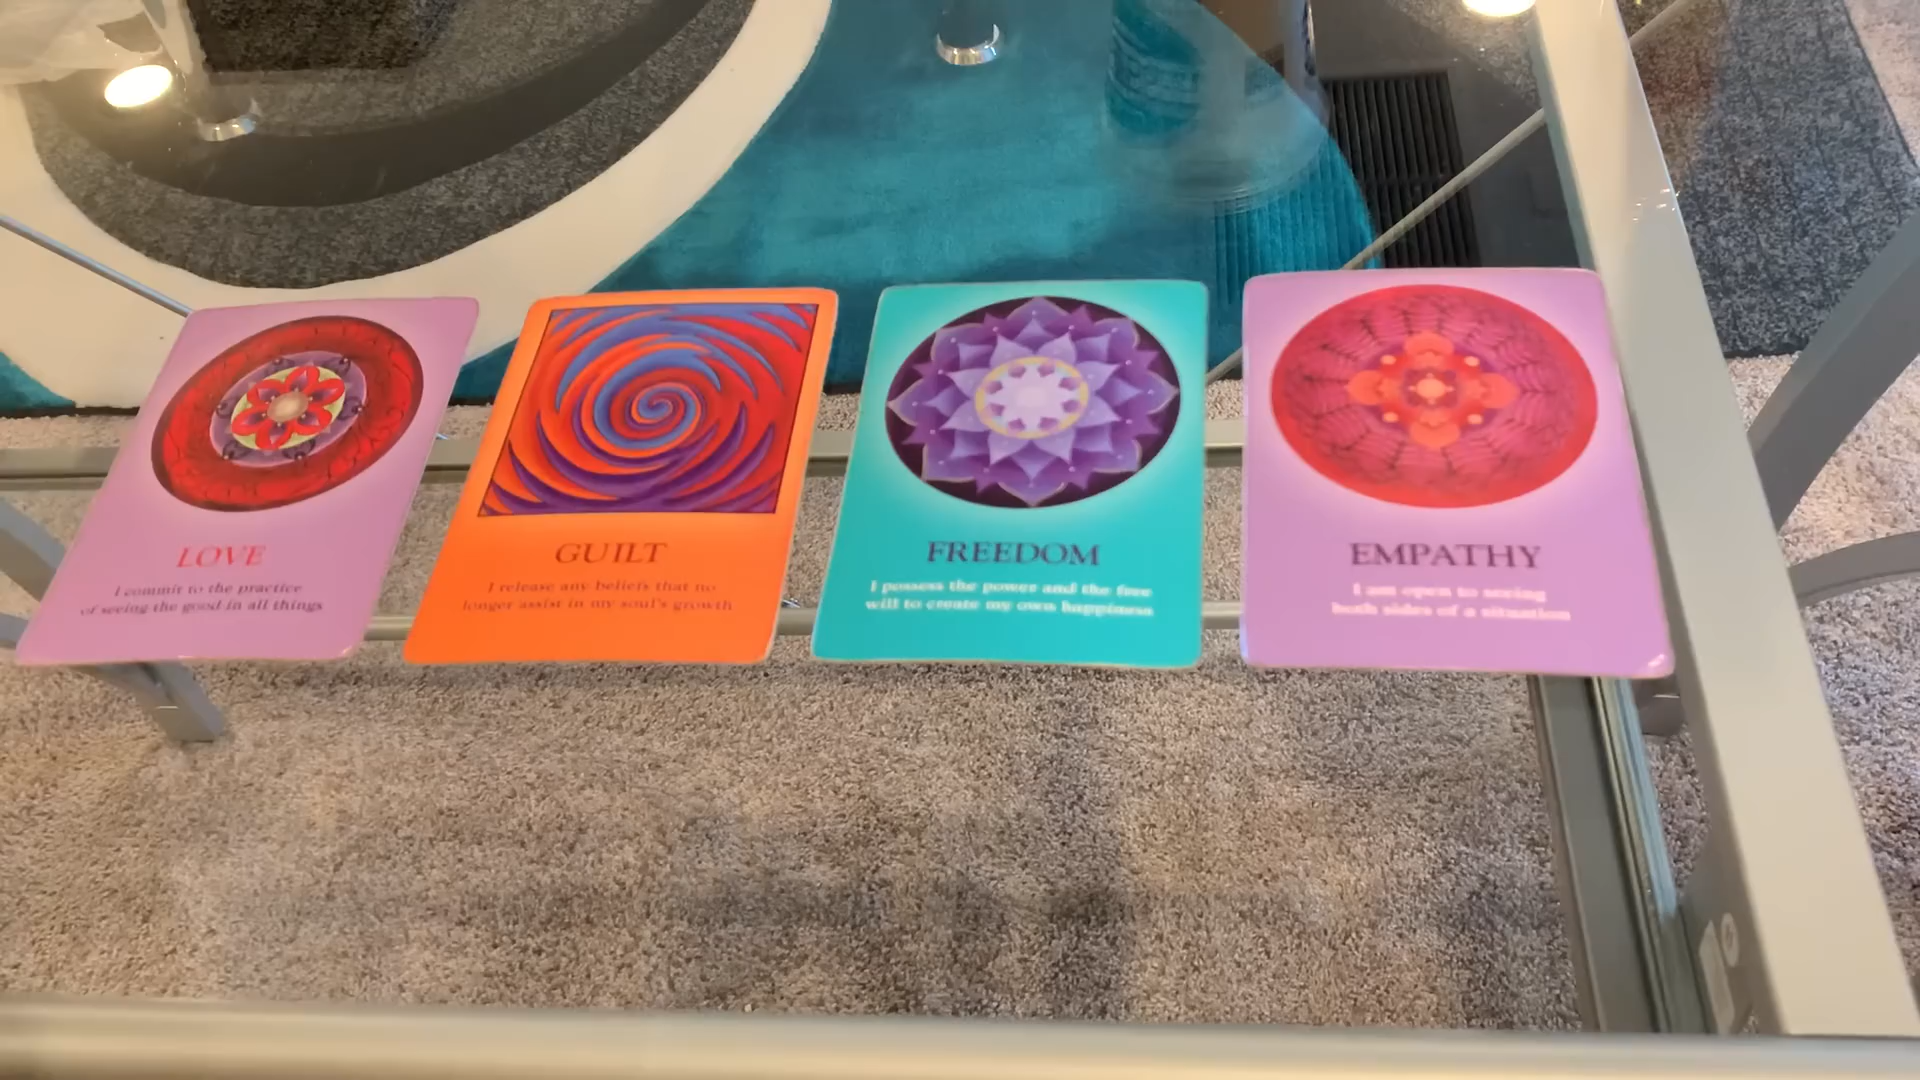 LOVE
I commit to the practice
of seeing the good in all things
GUILT
I release any beliefs that no
longer assist in my soul's growth
FREEDOM
I possess the power and the free
will to create my own happiness
EMPATHY
I am open to seeing
both sides of a situation